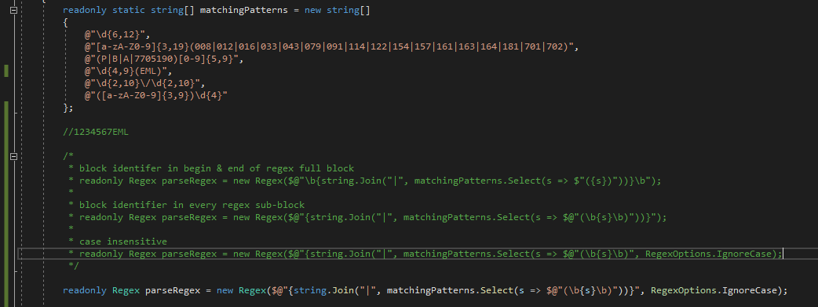 readonly static string[] matchingPatterns = new string[]
{
@"\d{6,12}",
@"[a-zA-Z0-9]{3,19}(008|012|016|033|043|079|091|114|122|154|157|161|163|164|181|701|702)",
@"(P|B|A|7705190)[0-9]{5,9}",
@"\d{4,9}(EML)",
@"\d{2,10}\/\d{2,10}",
@"([a-zA-Z0-9]{3,9})\d{4}"
};
//1234567EML
/*
* block identifer in begin & end of regex full block
* readonly Regex parseRegex = new Regex($@"\b{string.Join("|", matchingPatterns.Select(s => $"({s})"))}\b");
*
* block identifier in every regex sub-block
* readonly Regex parseRegex = new Regex($@"{string.Join("|", matchingPatterns.Select(s => $@"(\b{s}\b)"))}");
*
* case insensitive
* readonly Regex parseRegex = new Regex($@"{string.Join("|", matchingPatterns.Select(s => $@"(\b{s}\b)", RegexOptions.IgnoreCase);
*/
readonly Regex parseRegex = new Regex($@"{string.Join("|", matchingPatterns.Select(s => $@"(\b{s}\b)"))}", RegexOptions.IgnoreCase);